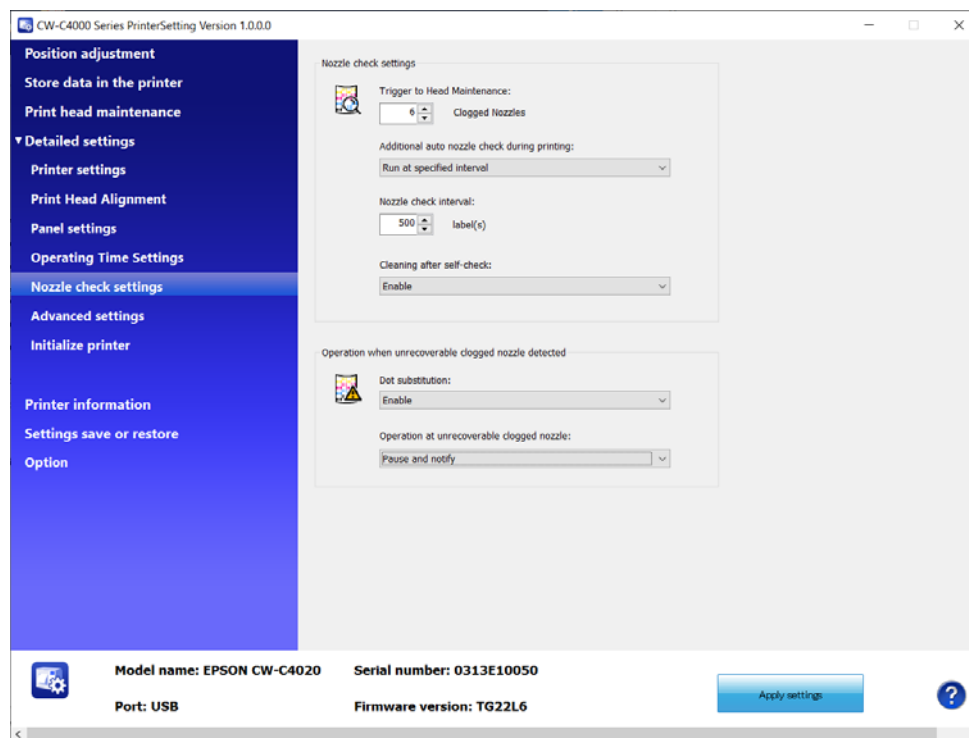 CW-C4000 Series PrinterSetting Version 1.0.0.0
Position adjustment
Store data in the printer
Print head maintenance
Detailed settings
Printer settings
Print Head Alignment
Panel settings
Operating Time Settings
Nozzle check settings
Advanced settings
Initialize printer
Printer information
Settings save or restore
Option
Nozzle check settings
Trigger to Head Maintenance:
6 Clogged Nozzles
Additional auto nozzle check during printing:
Run at specified interval
Nozzle check interval:
500 label(s)
Cleaning after self-check:
Enable
Operation when unrecoverable clogged nozzle detected
Dot substitution:
Enable
Operation at unrecoverable clogged nozzle:
Pause and notify
Model name: EPSON CW-C4020 Serial number: 0313E10050
Port: USB Firmware version: TG22L6
Apply settings
?